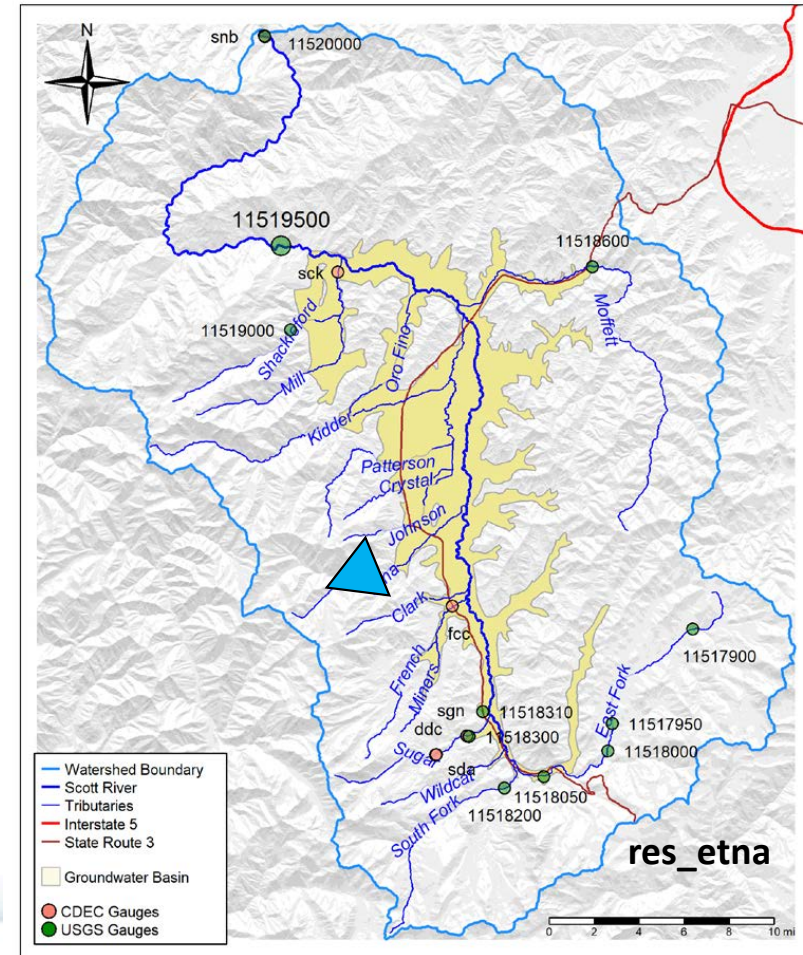 N
snb
11520000
11519500
11518600
sck
11519000
Shackleford
Mill
Oro Fino
Moffett
Kidder
Patterson
Crystal
Johnson
na
Clark
fcc
11517900
French
Miners
East Fork
sgn
11518310
11517950
ddc
11518300
11518000
Sugar
sda
Wildcat
11518050
11518200
South Fork
res_etna
Watershed Boundary
Scott River
Tributaries
Interstate 5
State Route 3
Groundwater Basin
CDEC Gauges
USGS Gauges
0 2 4 6 8 10 mi